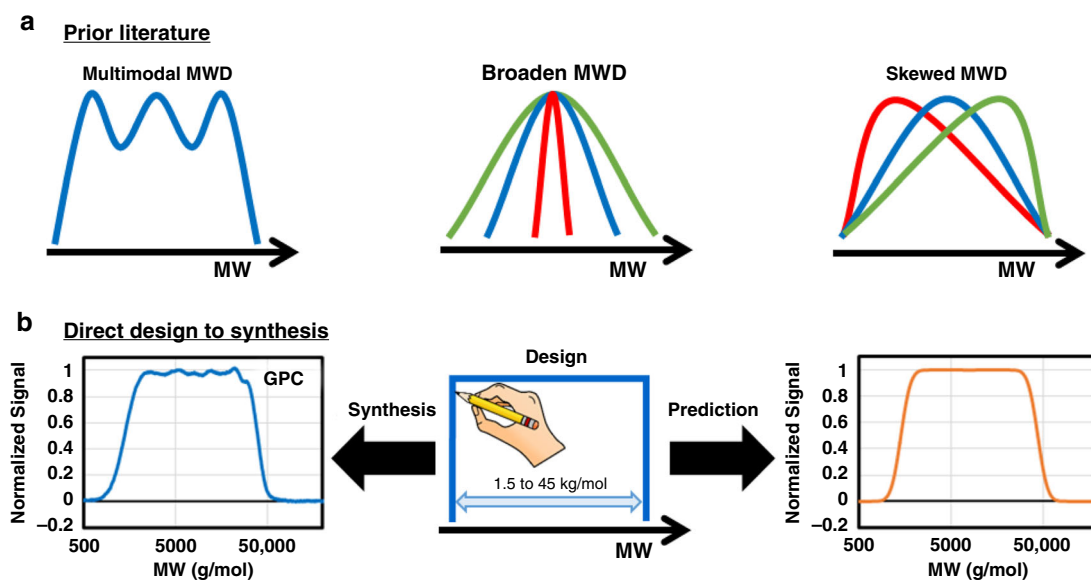 a Prior literature
Multimodal MWD
Broaden MWD
Skewed MWD
MW
MW
MW
b Direct design to synthesis
Normalized Signal
1
0.8
0.6
0.4
0.2
0
–0.2
GPC
500 5000 50,000
MW (g/mol)
Synthesis
Design
1.5 to 45 kg/mol
MW
Prediction
Normalized Signal
1
0.8
0.6
0.4
0.2
0
–0.2
500 5000 50,000
MW (g/mol)